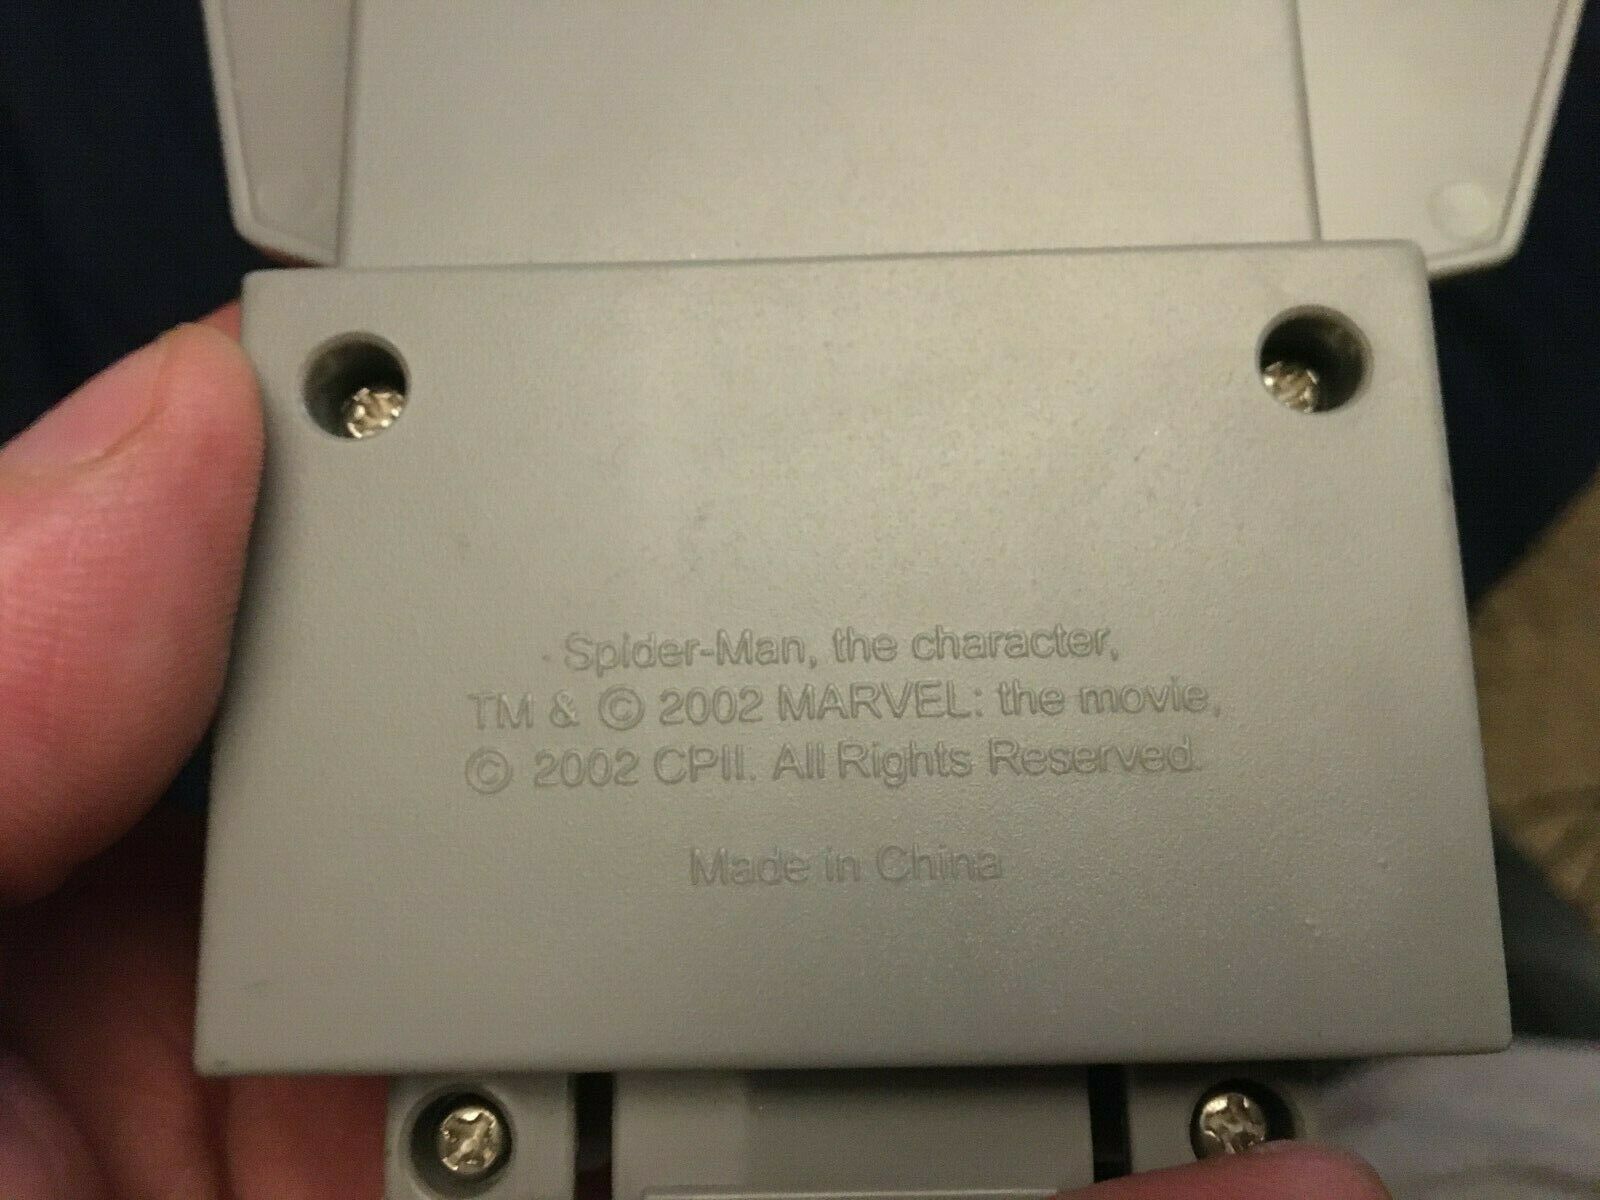 Spider-Man, the character,
TM & © 2002 MARVEL: the movie,
© 2002 CPII. All Rights Reserved.
Made in China